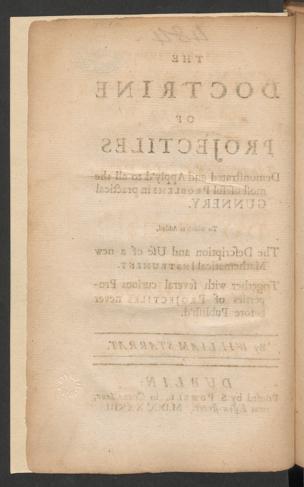 THE
DOCTRINE
OF
PROJECTILES
Demonstrated and Apply'd to all the
most useful PROBLEMS in practical
GUNNERY.
To which is Added,
The Description and Use of a new
Mathematical INSTRUMENT.
Together with several curious Pro-
perties of PROJECTILES never
before Publish'd.
By WILLIAM STARRAT.
DUBLIN:
Printed by S. POWELL, in
near